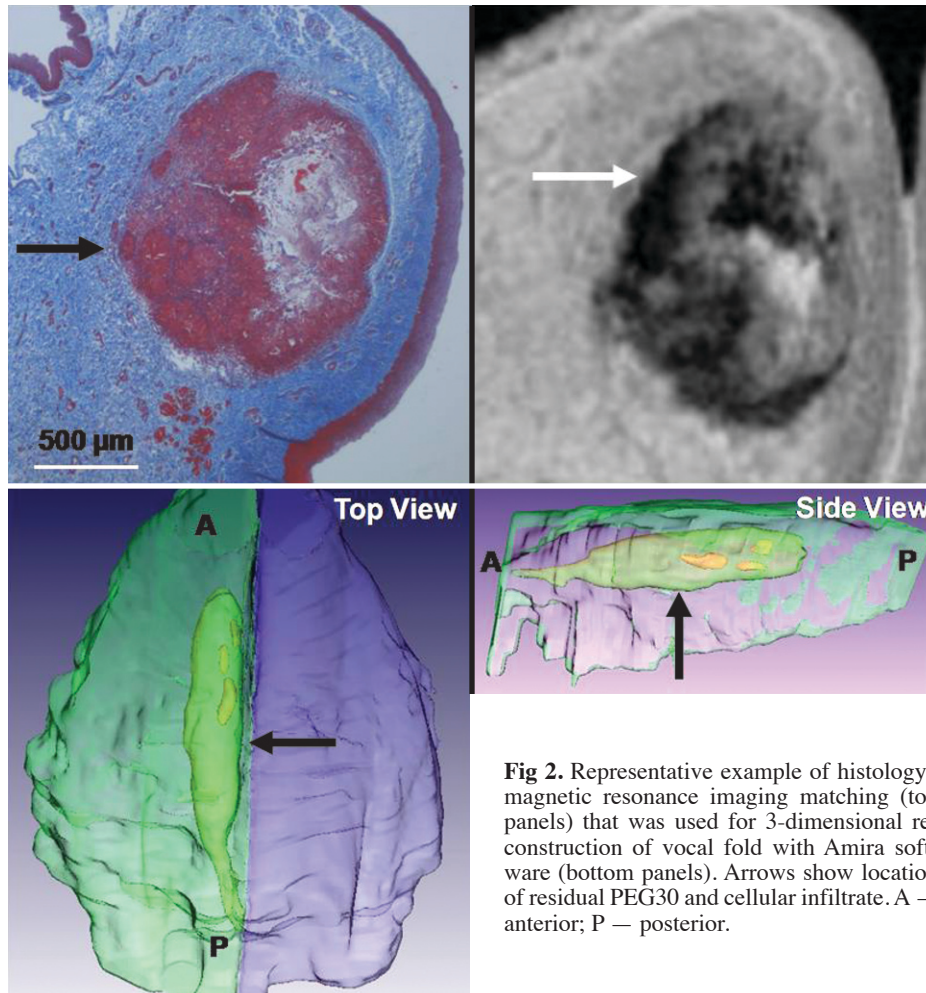 500 µm
Top View
A
P
Side View
A
P
Fig 2. Representative example of histology
magnetic resonance imaging matching (to
panels) that was used for 3-dimensional re
construction of vocal fold with Amira soft
ware (bottom panels). Arrows show locatio
of residual PEG30 and cellular infiltrate. A –
anterior; P — posterior.